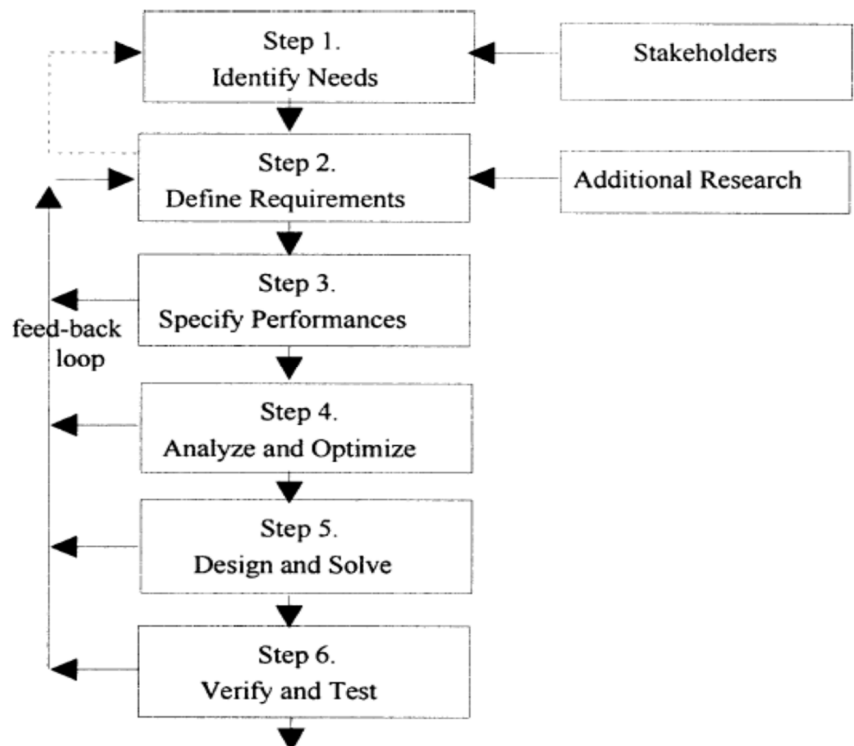 Step 1.
Identify Needs
Stakeholders
Step 2.
Define Requirements
Additional Research
Step 3.
Specify Performances
feed-back
loop
Step 4.
Analyze and Optimize
Step 5.
Design and Solve
Step 6.
Verify and Test